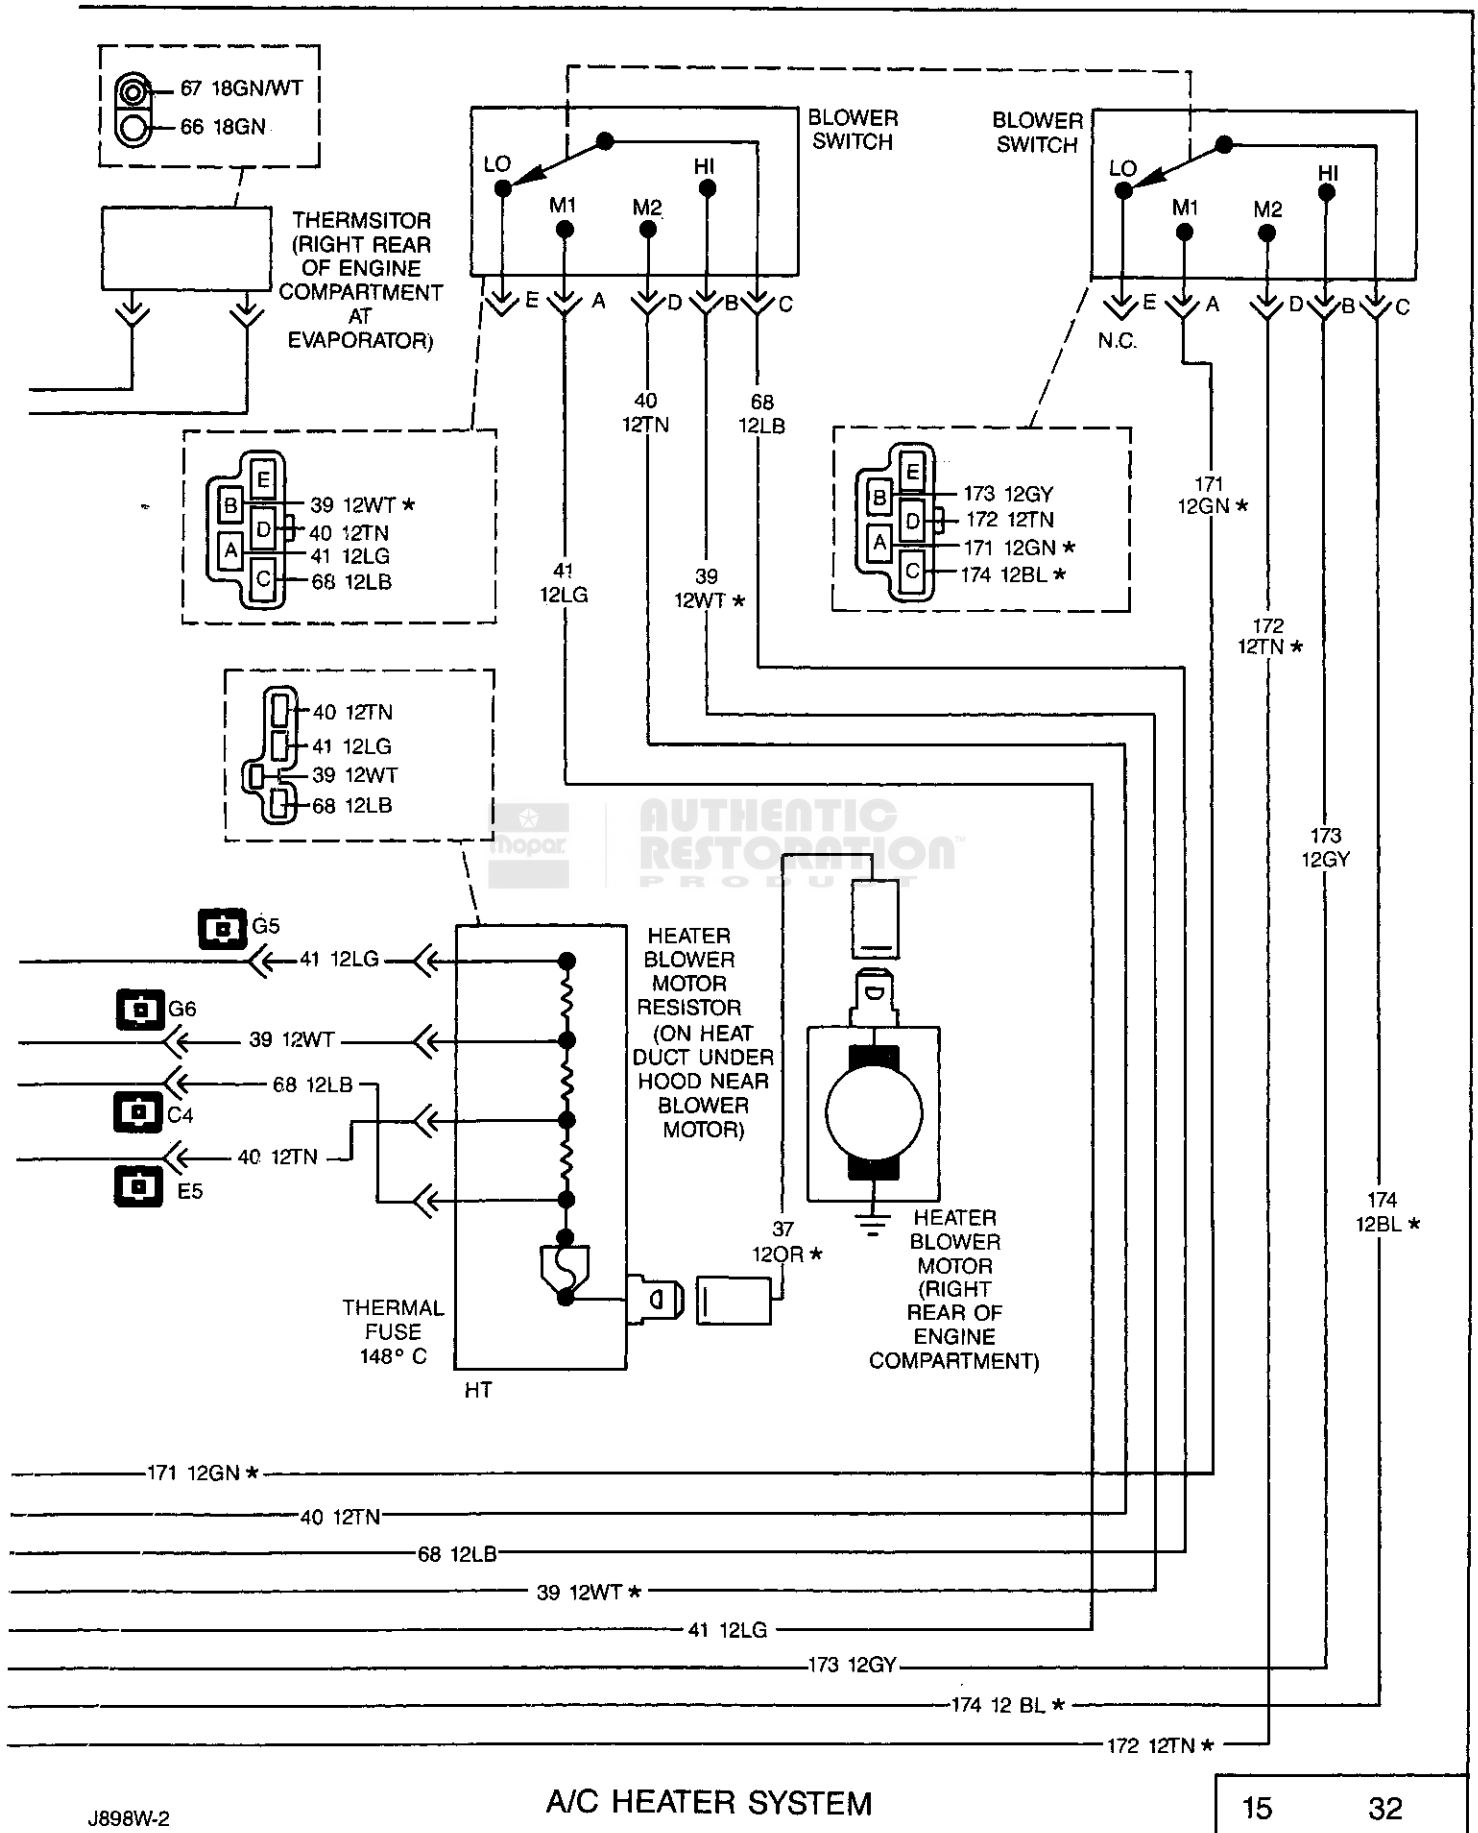 67 18GN/WT
66 18GN
THERMSITOR
(RIGHT REAR
OF ENGINE
COMPARTMENT
AT
EVAPORATOR)
BLOWER
SWITCH
LO
M1
M2
HI
E
A
D
B
C
BLOWER
SWITCH
LO
M1
M2
HI
E
A
D
B
C
N.C.
40
12TN
68
12LB
41
12LG
39
12WT *
E
B
D
A
C
39 12WT *
40 12TN
41 12LG
68 12LB
E
B
D
A
C
173 12GY
172 12TN
171 12GN *
174 12BL *
171
12GN *
172
12TN *
173
12GY
174
12BL *
40 12TN
41 12LG
39 12WT
68 12LB
Mopar
AUTHENTIC
RESTORATION™
PRODUCT
G5
41 12LG
G6
39 12WT
68 12LB
C4
40 12TN
E5
HEATER
BLOWER
MOTOR
RESISTOR
(ON HEAT
DUCT UNDER
HOOD NEAR
BLOWER
MOTOR)
THERMAL
FUSE
148° C
HT
37
12OR *
HEATER
BLOWER
MOTOR
(RIGHT
REAR OF
ENGINE
COMPARTMENT)
171 12GN *
40 12TN
68 12LB
39 12WT *
41 12LG
173 12GY
174 12 BL *
172 12TN *
J898W-2
A/C HEATER SYSTEM
15 32